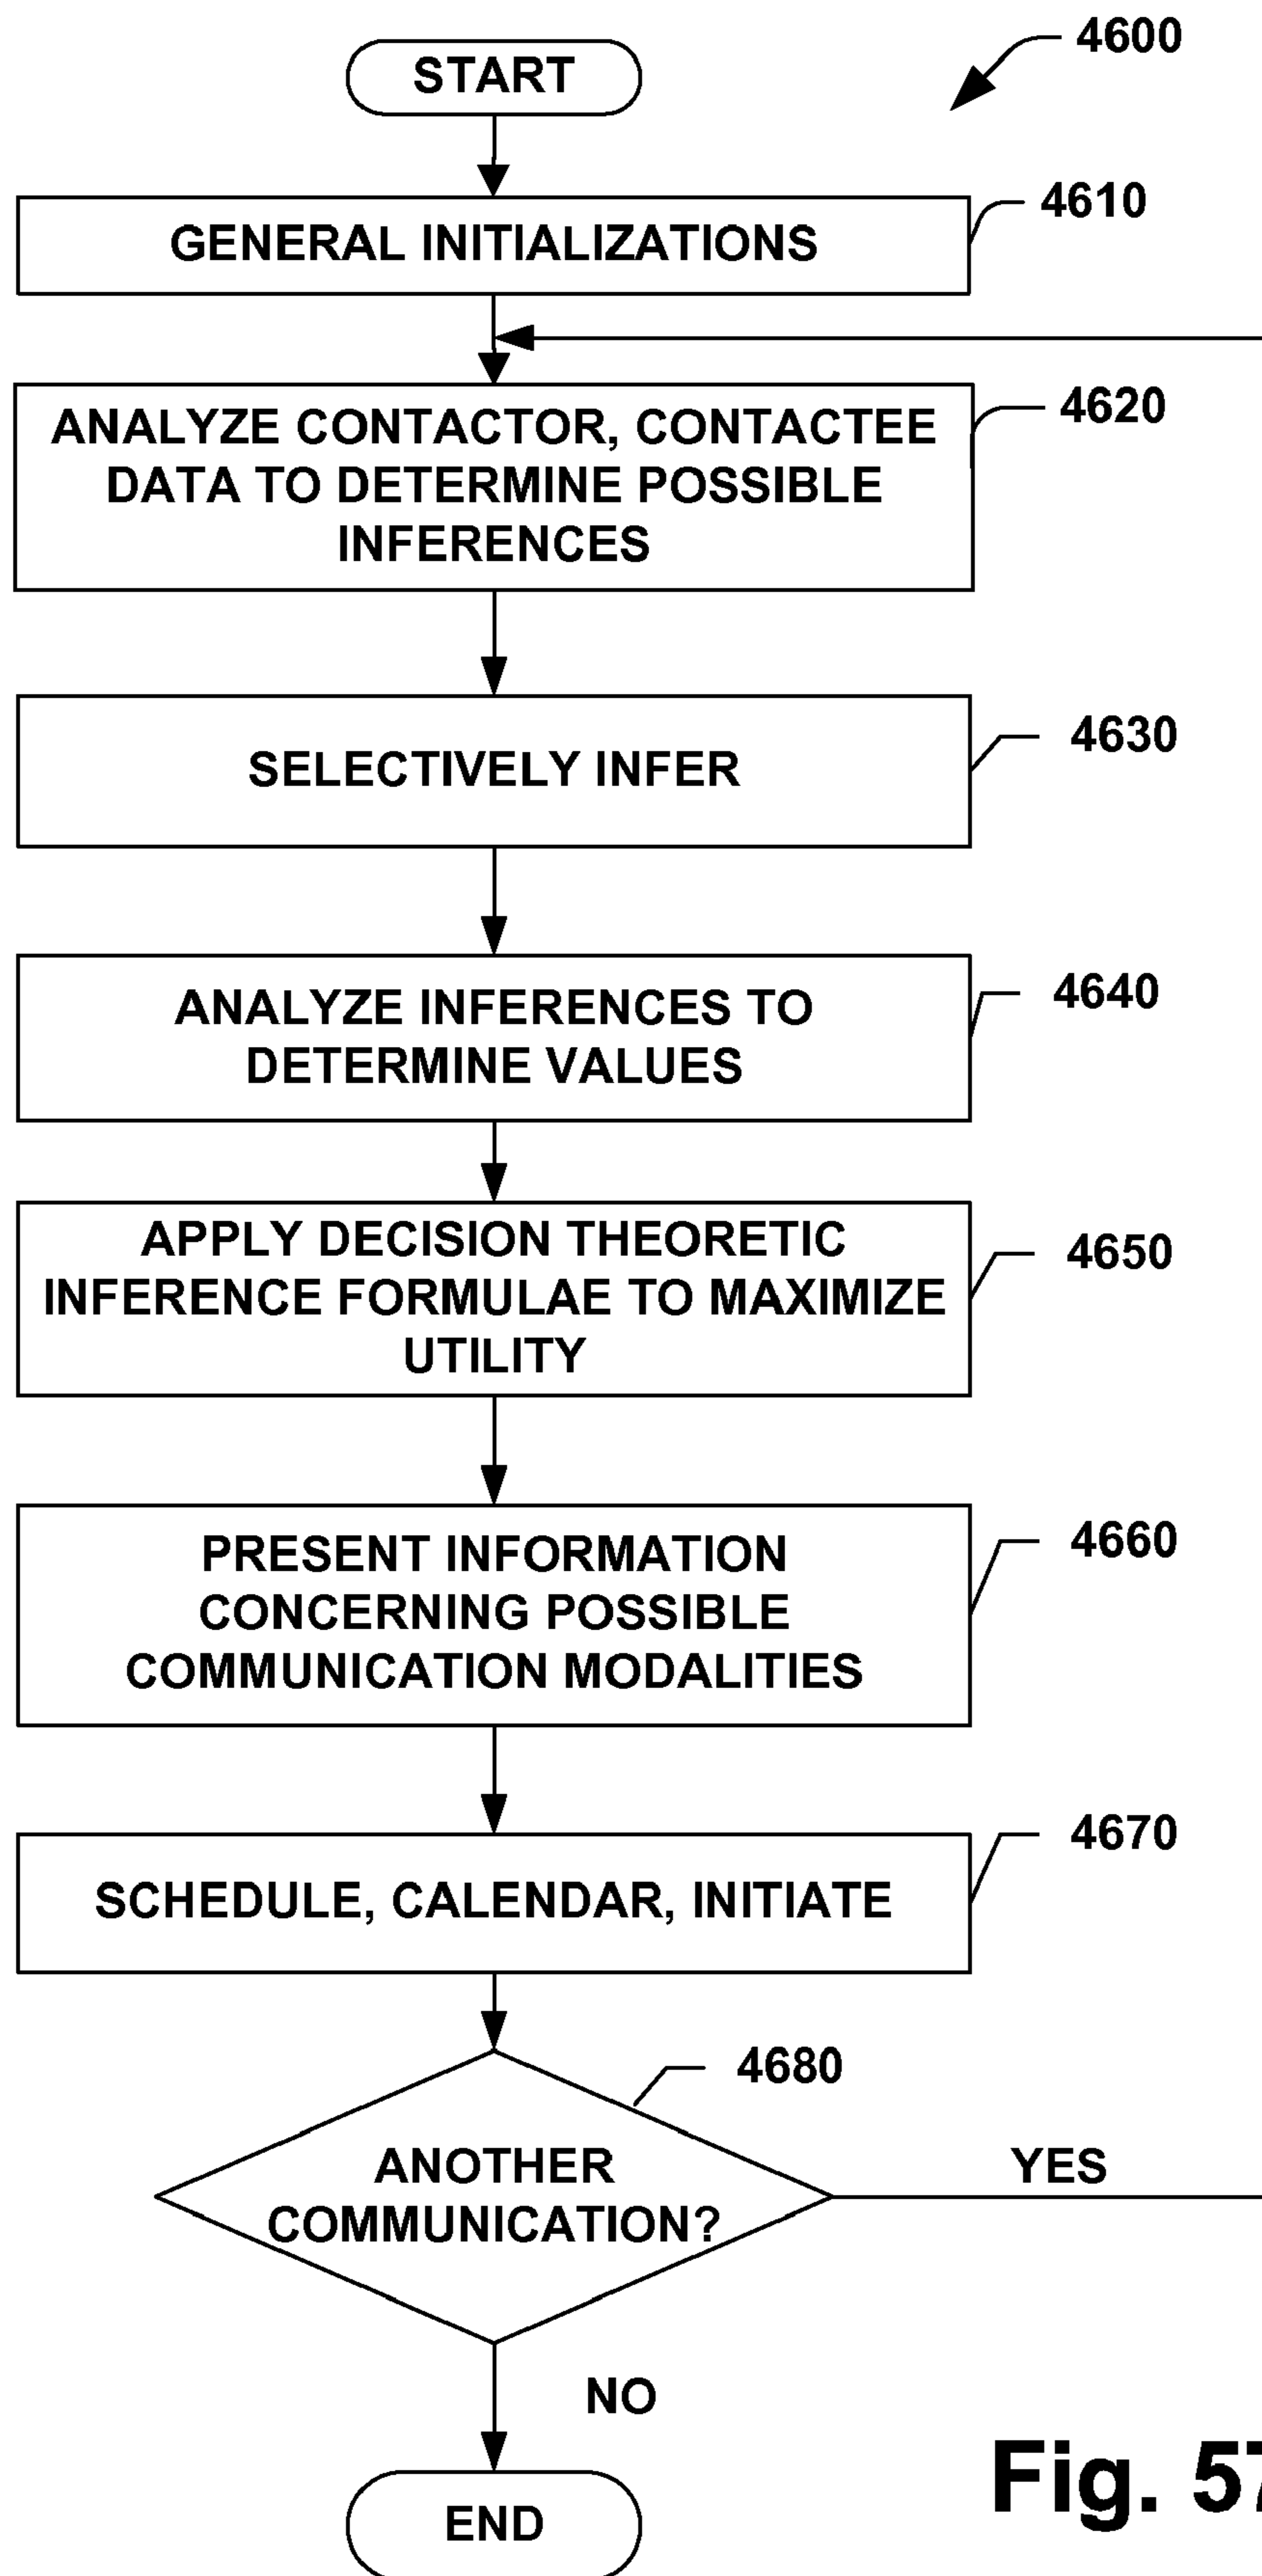 START
4600
4610
GENERAL INITIALIZATIONS
4620
ANALYZE CONTACTOR, CONTACTEE
DATA TO DETERMINE POSSIBLE
INFERENCES
4630
SELECTIVELY INFER
4640
ANALYZE INFERENCES TO
DETERMINE VALUES
4650
APPLY DECISION THEORETIC
INFERENCE FORMULAE TO MAXIMIZE
UTILITY
4660
PRESENT INFORMATION
CONCERNING POSSIBLE
COMMUNICATION MODALITIES
4670
SCHEDULE, CALENDAR, INITIATE
4680
ANOTHER
COMMUNICATION?
YES
NO
Fig. 57
END